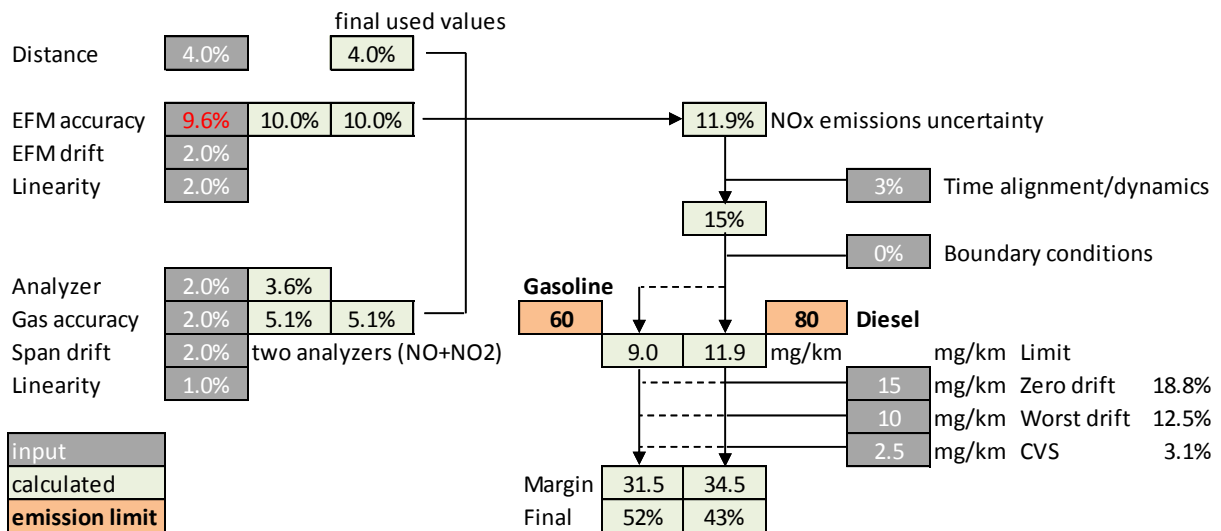 final used values
Distance 4.0% 4.0%
EFM accuracy 9.6% 10.0% 10.0% 11.9% NOx emissions uncertainty
EFM drift 2.0%
Linearity 2.0% 3% Time alignment/dynamics
15%
0% Boundary conditions
Analyzer 2.0% 3.6% Gasoline
Gas accuracy 2.0% 5.1% 5.1% 60 80 Diesel
Span drift 2.0% two analyzers (NO+NO2) 9.0 11.9 mg/km mg/km Limit
Linearity 1.0% 15 mg/km Zero drift 18.8%
10 mg/km Worst drift 12.5%
input 2.5 mg/km CVS 3.1%
calculated Margin 31.5 34.5
emission limit Final 52% 43%